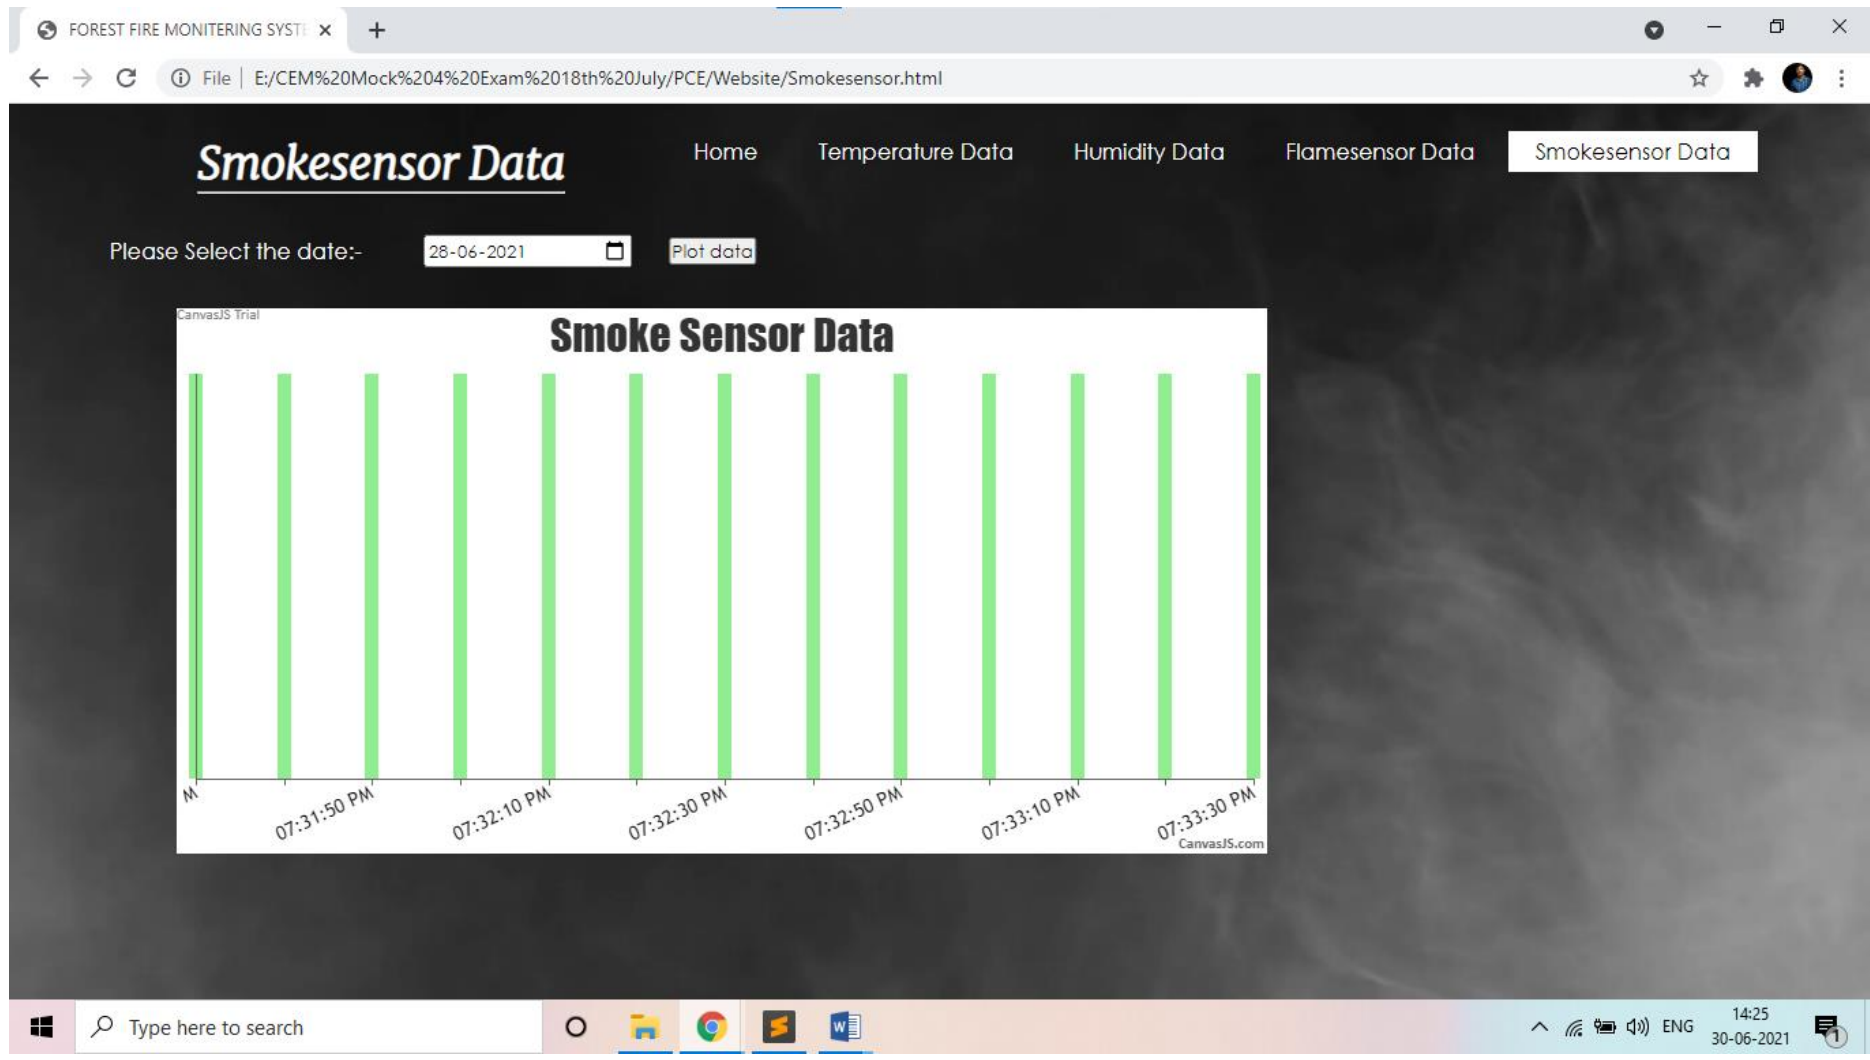 FOREST FIRE MONITERING SYSTE
File | E:/CEM%20Mock%204%20Exam%2018th%20July/PCE/Website/Smokesensor.html
Smokesensor Data
Home
Temperature Data
Humidity Data
Flamesensor Data
Smokesensor Data
Please Select the date:-
28-06-2021
Plot data
CanvasJS Trial
Smoke Sensor Data
M
07:31:50 PM
07:32:10 PM
07:32:30 PM
07:32:50 PM
07:33:10 PM
07:33:30 PM
CanvasJS.com
Type here to search
W
ENG
14:25
30-06-2021
1